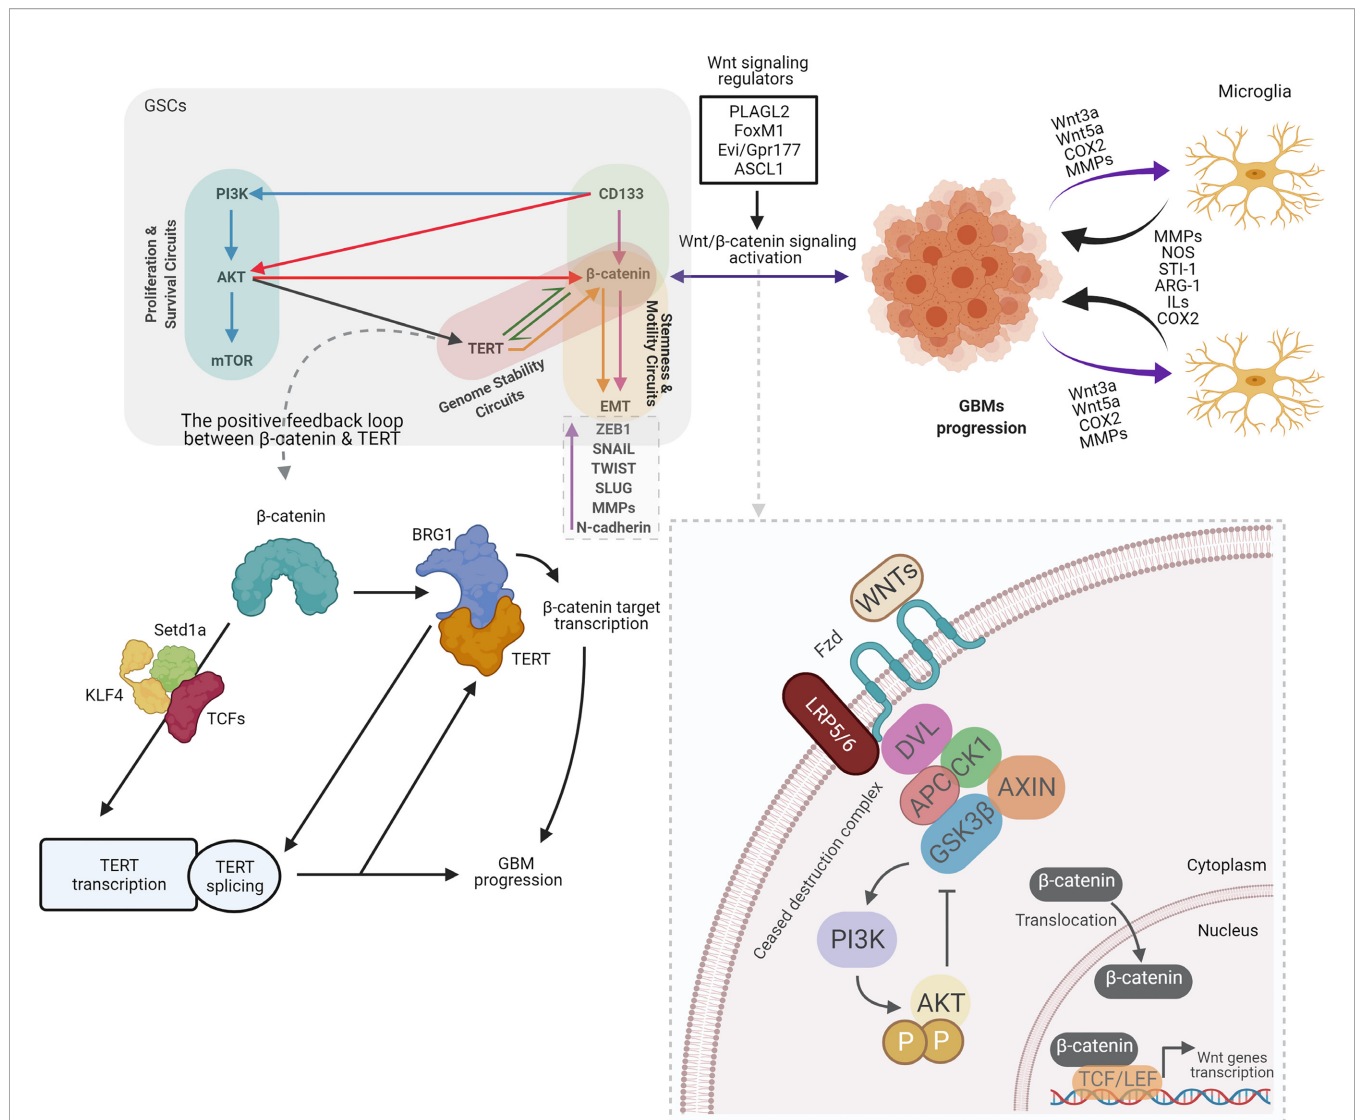 GSCs
Wnt signaling
regulators
PLAGL2
FoxM1
Evi/Gpr177
ASCL1
Microglia
Wnt3a
Wnt5a
COX2
MMPs
PI3K
CD133
Proliferation &
Survival Circuits
AKT
β-catenin
Wnt/β-catenin signaling
activation
MMPs
NOS
STI-1
ARG-1
ILs
COX2
mTOR
TERT
Genome Stability
Circuits
Stemness &
Motility Circuits
EMT
ZEB1
SNAIL
TWIST
SLUG
MMPs
N-cadherin
GBMs
progression
Wnt3a
Wnt5a
COX2
MMPs
The positive feedback loop
between β-catenin & TERT
β-catenin
BRG1
β-catenin target
transcription
TERT
Setd1a
KLF4
TCFs
TERT
transcription
TERT
splicing
GBM
progression
WNTs
Fzd
LRP5/6
DVL
CK1
APC
AXIN
GSK3β
Ceased destruction complex
PI3K
AKT
P
P
Cytoplasm
β-catenin
Translocation
Nucleus
β-catenin
β-catenin
TCF/LEF
Wnt genes
transcription